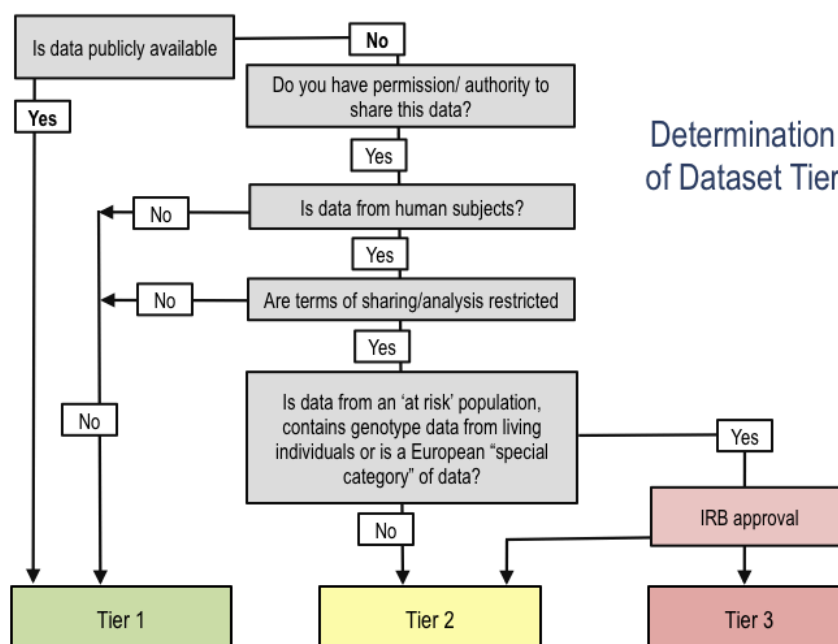 Is data publicly available
No
Do you have permission/ authority to
share this data?
Yes
Determination
of Dataset Tier
Yes
No
Is data from human subjects?
Yes
No
Are terms of sharing/analysis restricted
Yes
Is data from an ‘at risk’ population,
contains genotype data from living
individuals or is a European “special
category” of data?
No
Yes
IRB approval
No
Tier 1
Tier 2
Tier 3